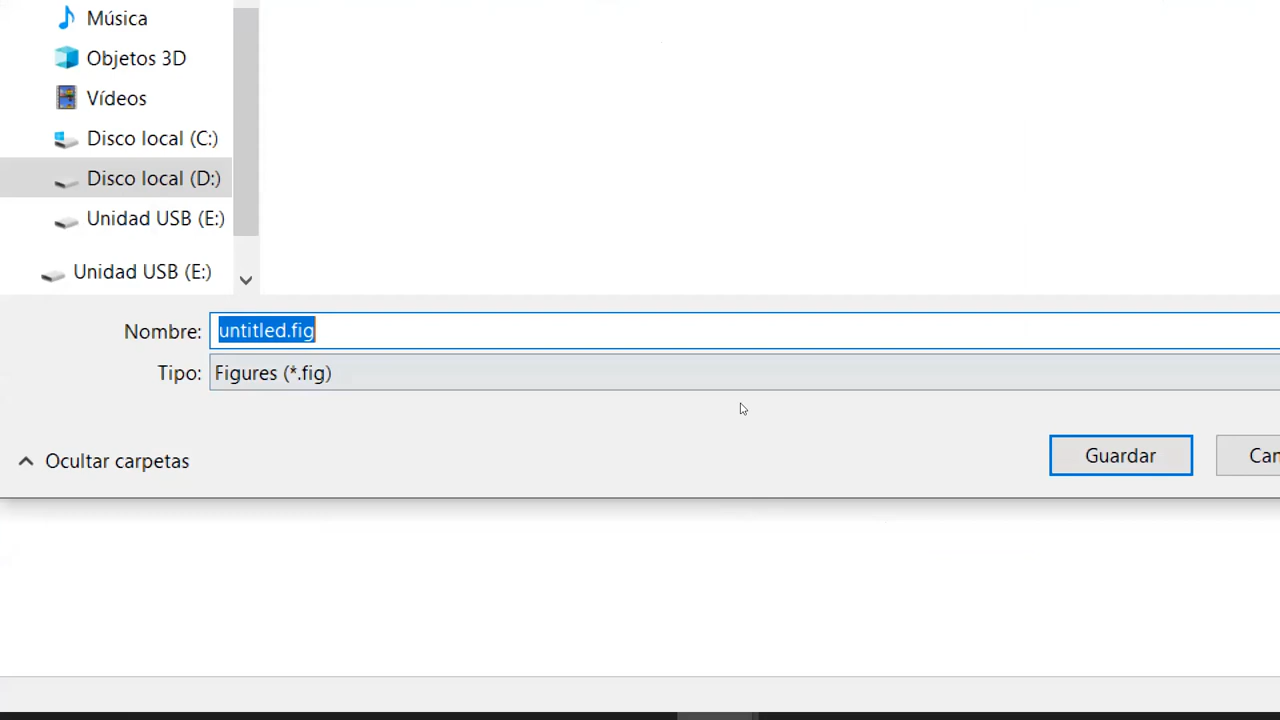 Música
Objetos 3D
Vídeos
Disco local (C:)
Disco local (D:)
Unidad USB (E:)
Unidad USB (E:)
Nombre: untitled.fig
Tipo: Figures (*.fig)
Ocultar carpetas
Guardar
Can